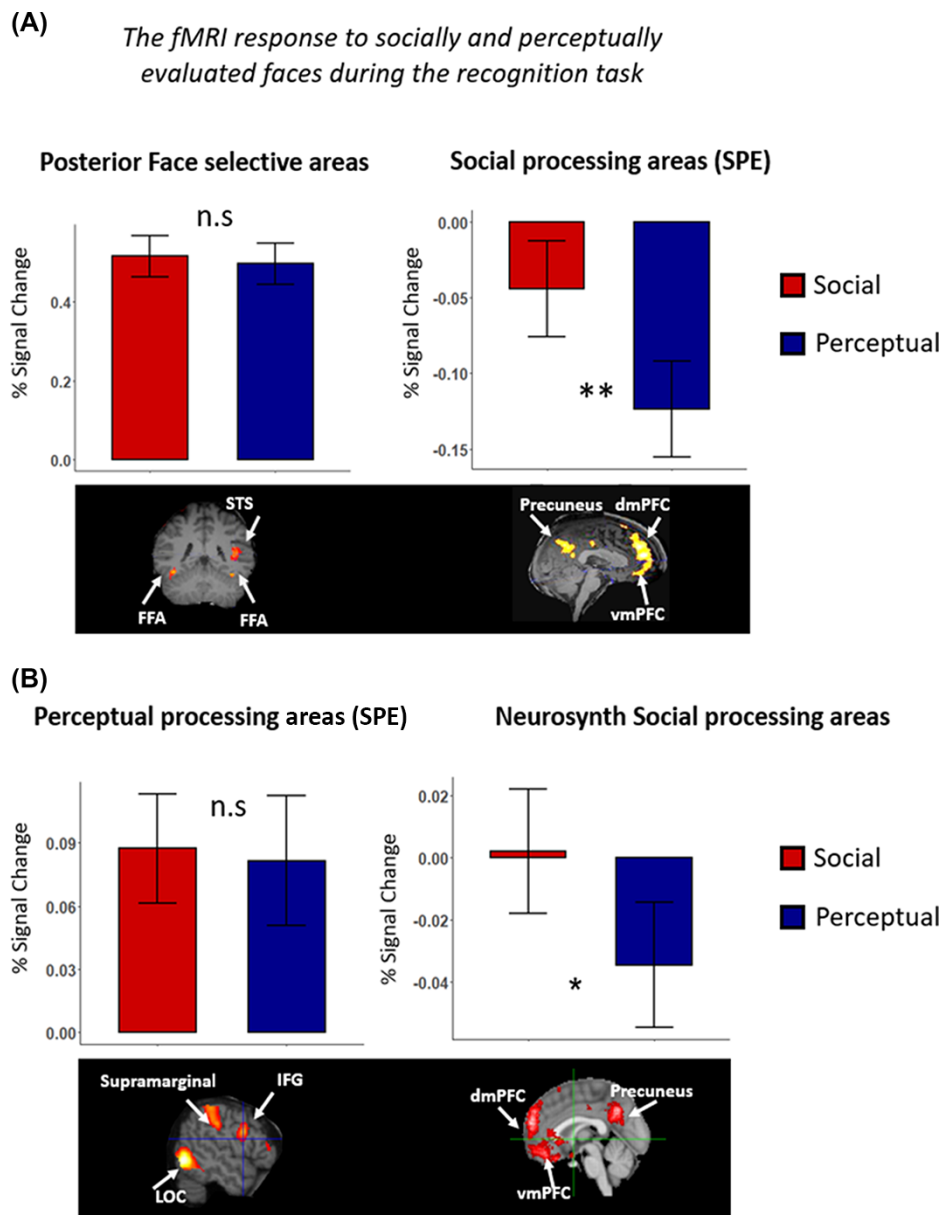 (A)
The fMRI response to socially and perceptually
evaluated faces during the recognition task
Posterior Face selective areas
Social processing areas (SPE)
n.s
% Signal Change
0.4
0.2
0.0
% Signal Change
0.00
-0.05
-0.10
-0.15
**
Social
Perceptual
STS
FFA
FFA
Precuneus
dmPFC
vmPFC
(B)
Perceptual processing areas (SPE)
Neurosynth Social processing areas
n.s
% Signal Change
0.09
0.06
0.03
0.00
% Signal Change
0.02
0.00
-0.02
-0.04
*
Social
Perceptual
Supramarginal
IFG
LOC
dmPFC
Precuneus
vmPFC